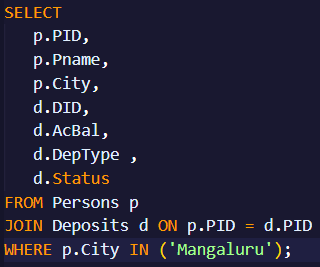 SELECT
p.PID,
p.Pname,
p.City,
d.DID,
d.AcBal,
d.DepType ,
d.Status
FROM Persons p
JOIN Deposits d ON p.PID = d.PID
WHERE p.City IN ('Mangaluru');